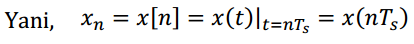 Yani, xₙ = x[n] = x(t)|ₜ₌ₙTₛ = x(nTₛ)